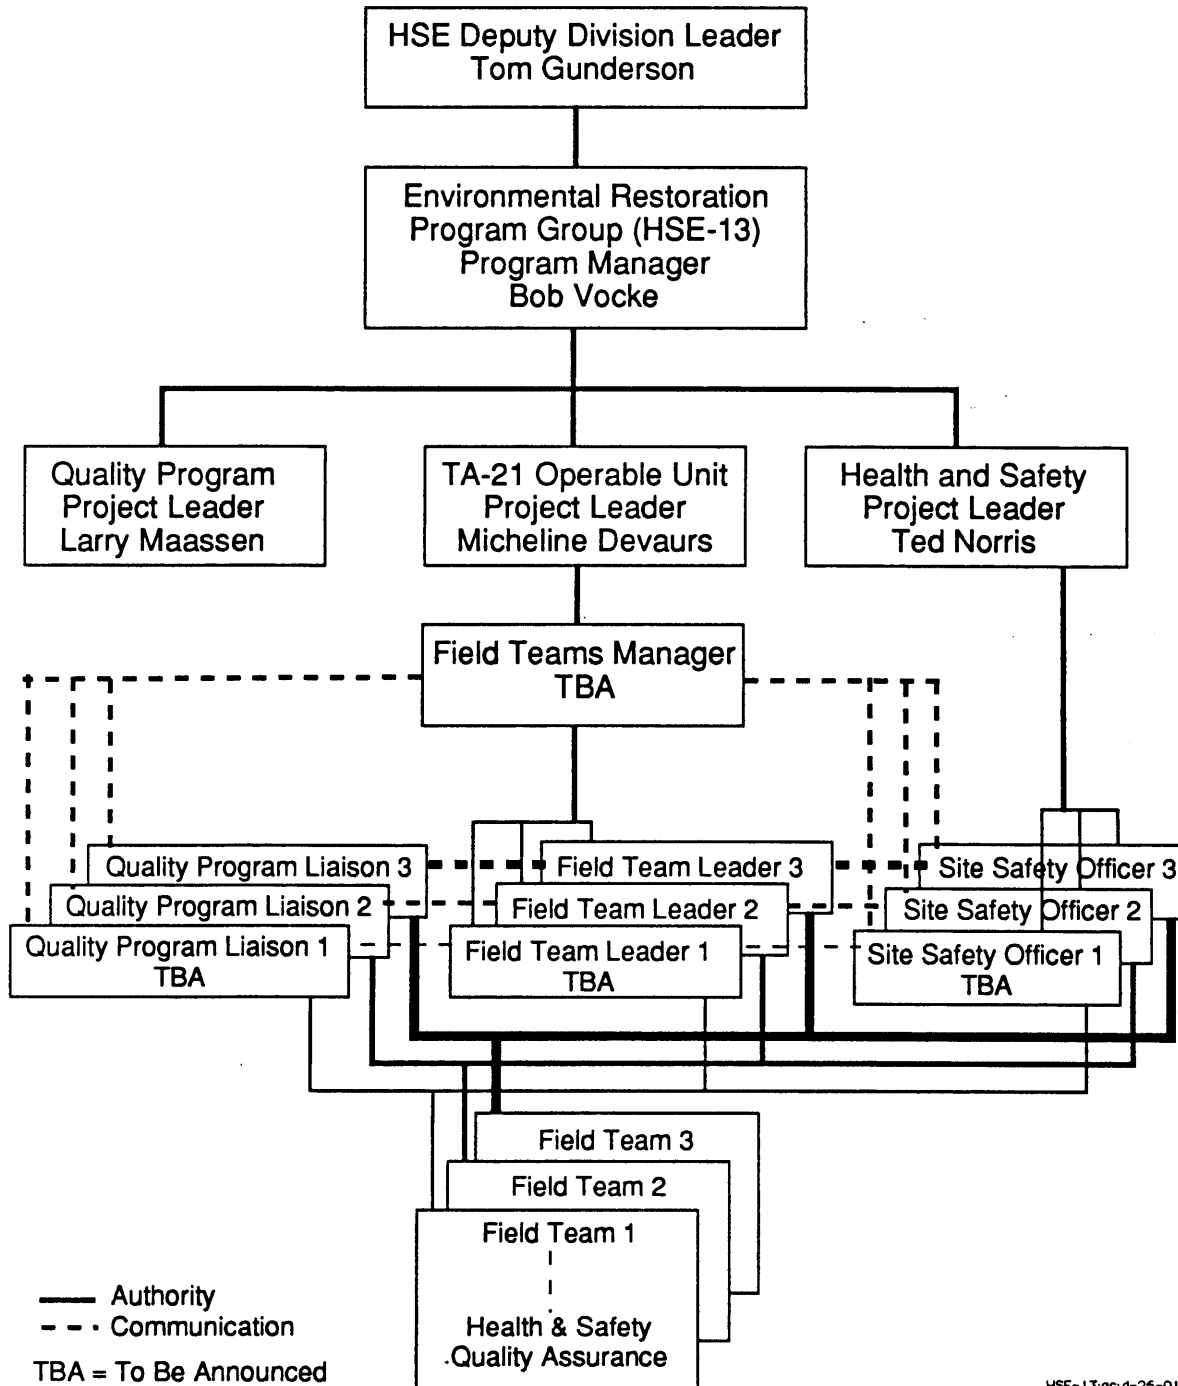 HSE Deputy Division Leader
Tom Gunderson
Environmental Restoration
Program Group (HSE-13)
Program Manager
Bob Vocke
Quality Program
Project Leader
Larry Maassen
TA-21 Operable Unit
Project Leader
Micheline Devaurs
Health and Safety
Project Leader
Ted Norris
Field Teams Manager
TBA
Quality Program Liaison 3
Field Team Leader 3
Site Safety Officer 3
Quality Program Liaison 2
Field Team Leader 2
Site Safety Officer 2
Quality Program Liaison 1
TBA
Field Team Leader 1
TBA
Site Safety Officer 1
TBA
Field Team 3
Field Team 2
Field Team 1
Health & Safety
Quality Assurance
Authority
Communication
TBA = To Be Announced